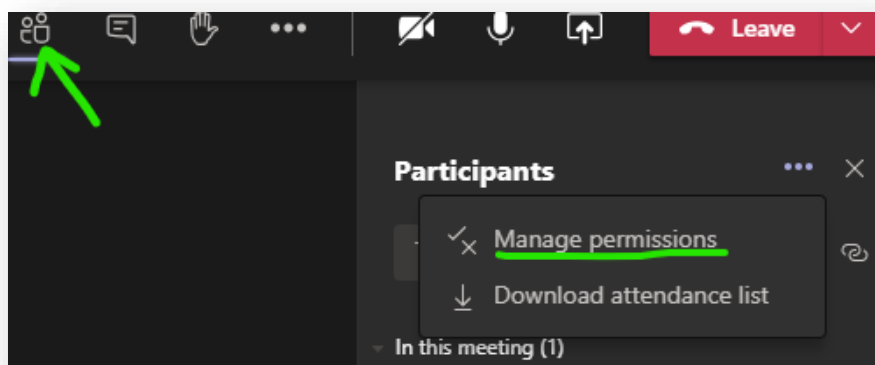 Leave
Participants
Manage permissions
Download attendance list
In this meeting (1)